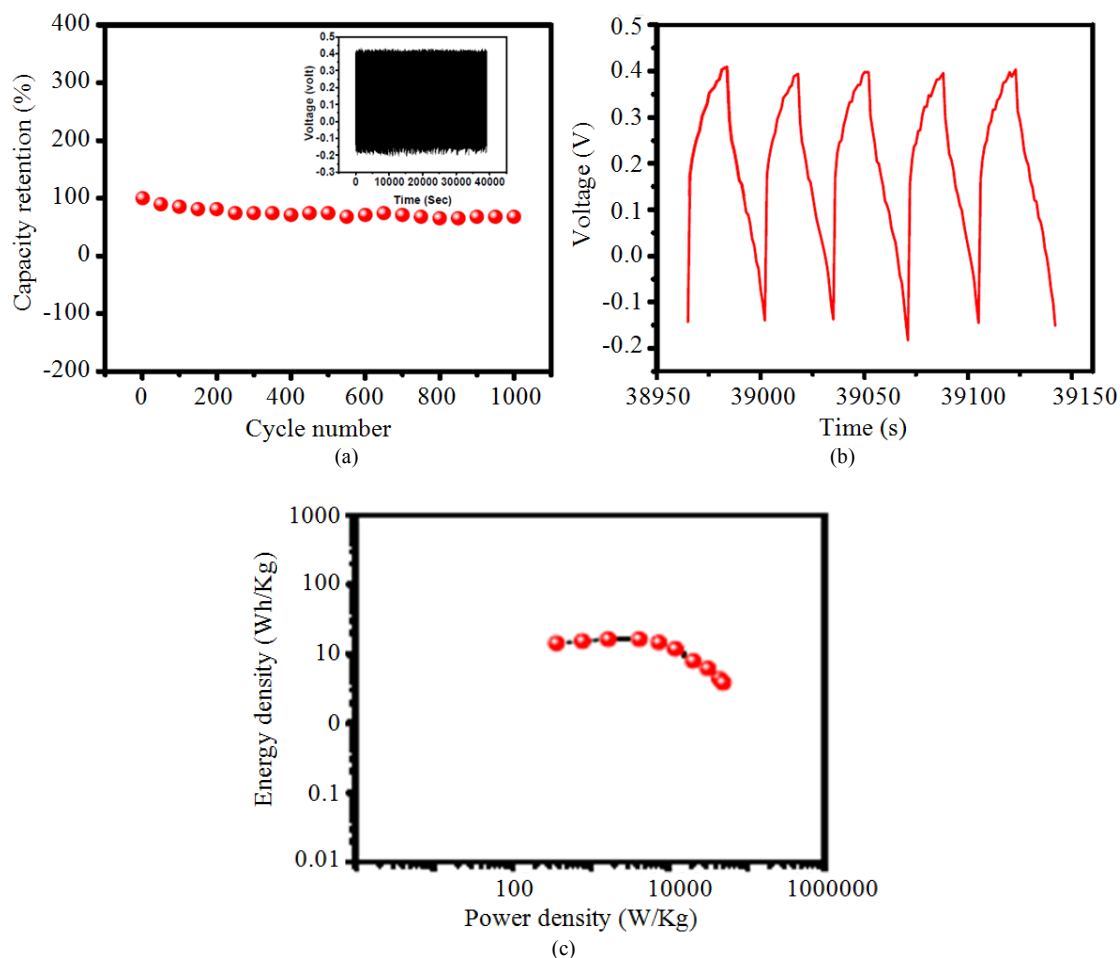 400
300
200
100
0
-100
-200
Capacity retention (%)
0 200 400 600 800 1000
Cycle number
(a)
0.5
0.4
0.3
0.2
0.1
0.0
-0.1
-0.2
-0.3
Voltage (volt)
0 10000 20000 30000 40000
Time (Sec)
0.5
0.4
0.3
0.2
0.1
0.0
-0.1
-0.2
Voltage (V)
38950 39000 39050 39100 39150
Time (s)
(b)
1000
100
10
0
0.1
0.01
Energy density (Wh/Kg)
100 10000 1000000
Power density (W/Kg)
(c)